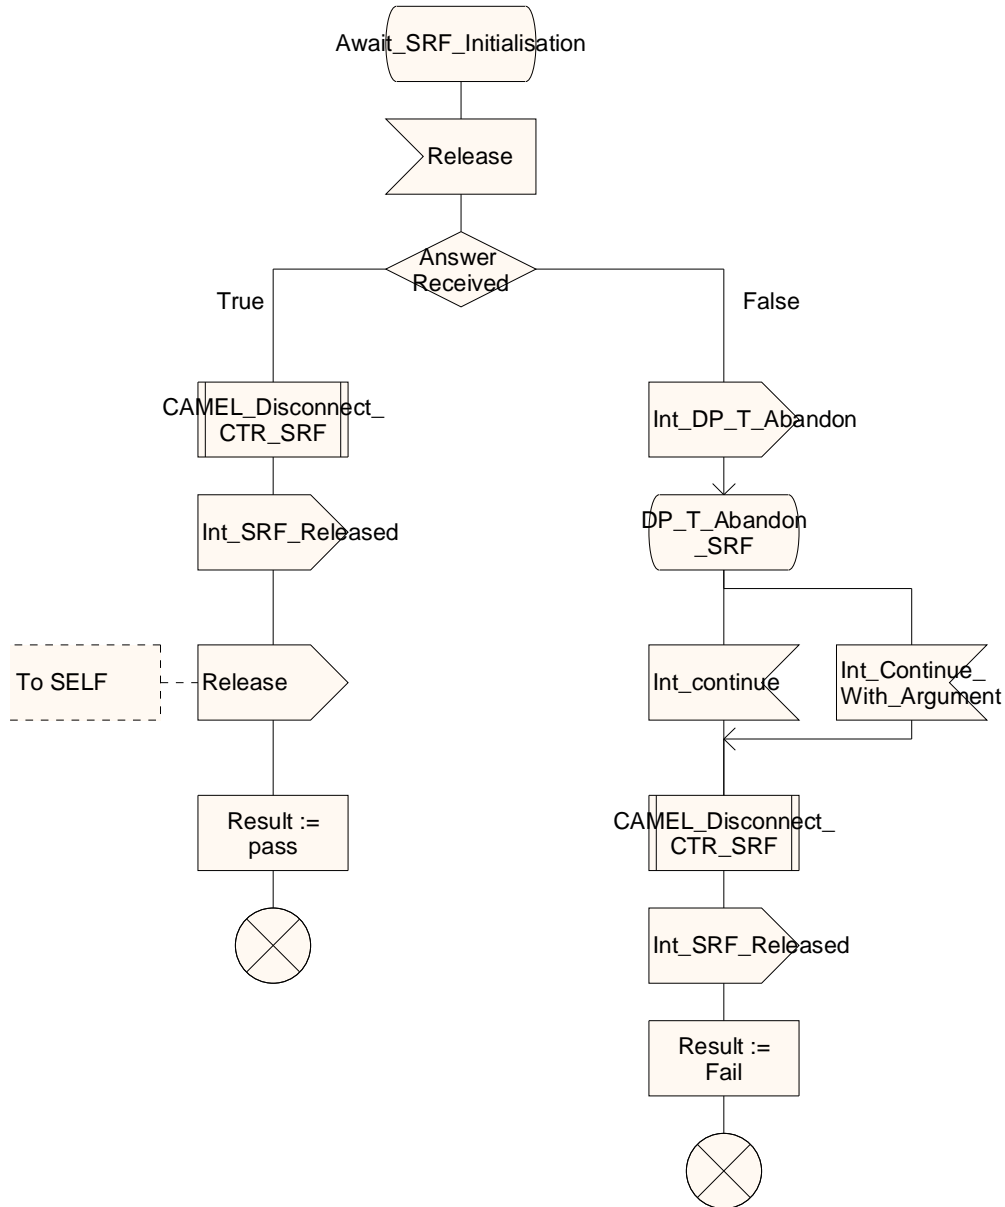 Await_SRF_Initialisation
Release
Answer
Received
True
False
CAMEL_Disconnect_
CTR_SRF
Int_DP_T_Abandon
Int_SRF_Released
DP_T_Abandon
_SRF
To SELF
Release
Int_continue
Int_Continue_
With_Argument
Result :=
pass
CAMEL_Disconnect_
CTR_SRF
Int_SRF_Released
Result :=
Fail